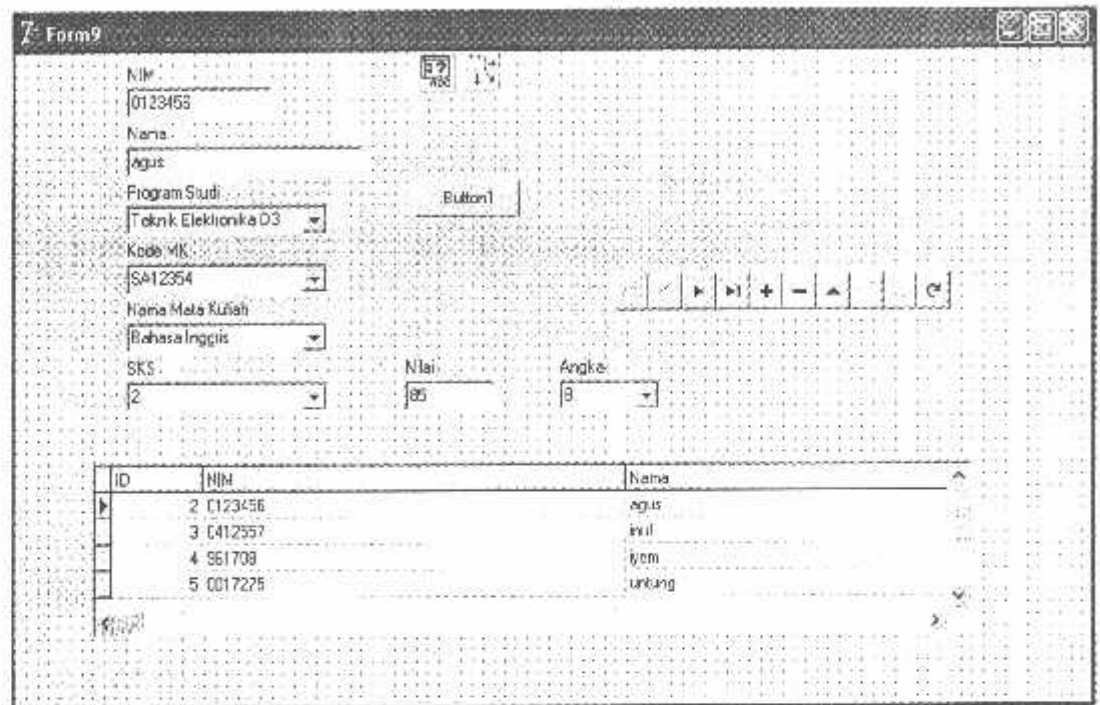 Form9
NIM
0123456
Nama
agus
Program Studi
Button1
Teknik Elektronika D3
Kode MK
SA12354
Nama Mata Kuliah
Bahasa Inggris
SKS
Nilai
Angka
2
85
ID
NIM
Nama
2 0123456
agus
3 0412557
inul
4 961708
iyem
5 0017275
untung